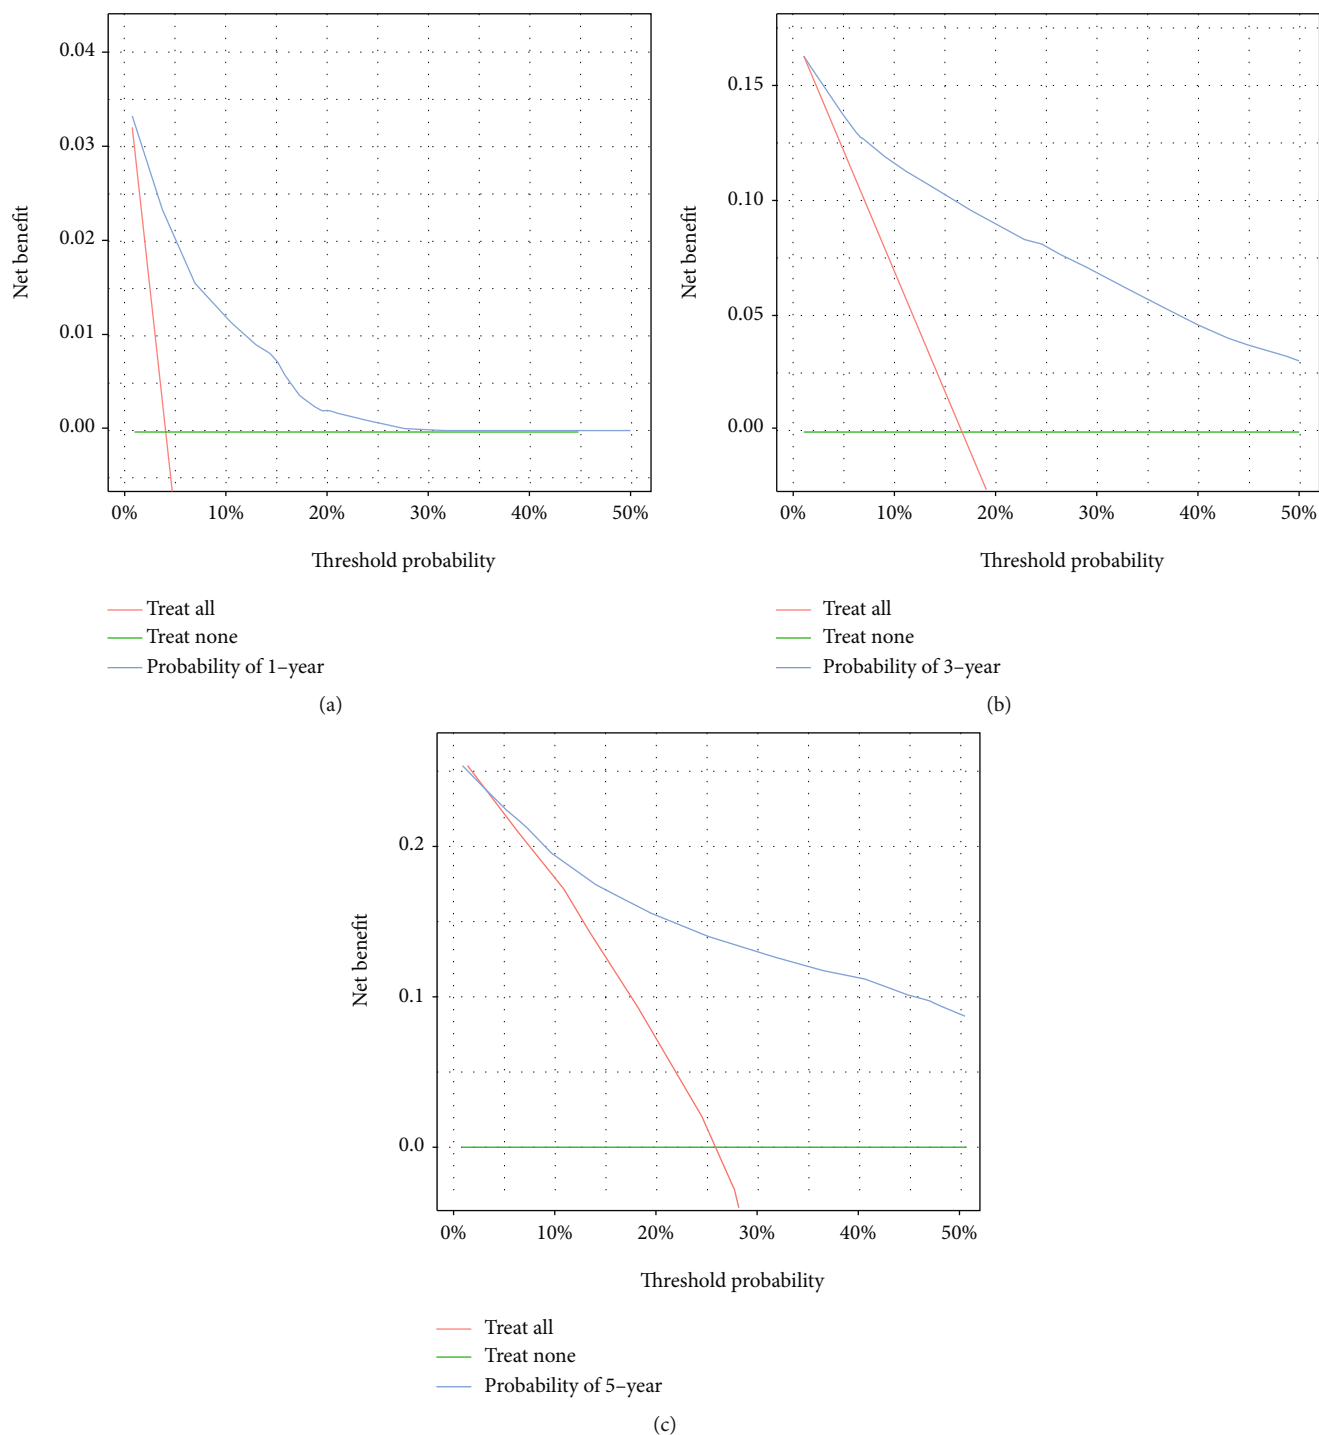 0.04
0.03
0.02
0.01
0.00
Net benefit
0% 10% 20% 30% 40% 50%
Threshold probability
Treat all
Treat none
Probability of 1–year
(a)
0.15
0.10
0.05
0.00
Net benefit
0% 10% 20% 30% 40% 50%
Threshold probability
Treat all
Treat none
Probability of 3–year
(b)
0.2
0.1
0.0
Net benefit
0% 10% 20% 30% 40% 50%
Threshold probability
Treat all
Treat none
Probability of 5–year
(c)